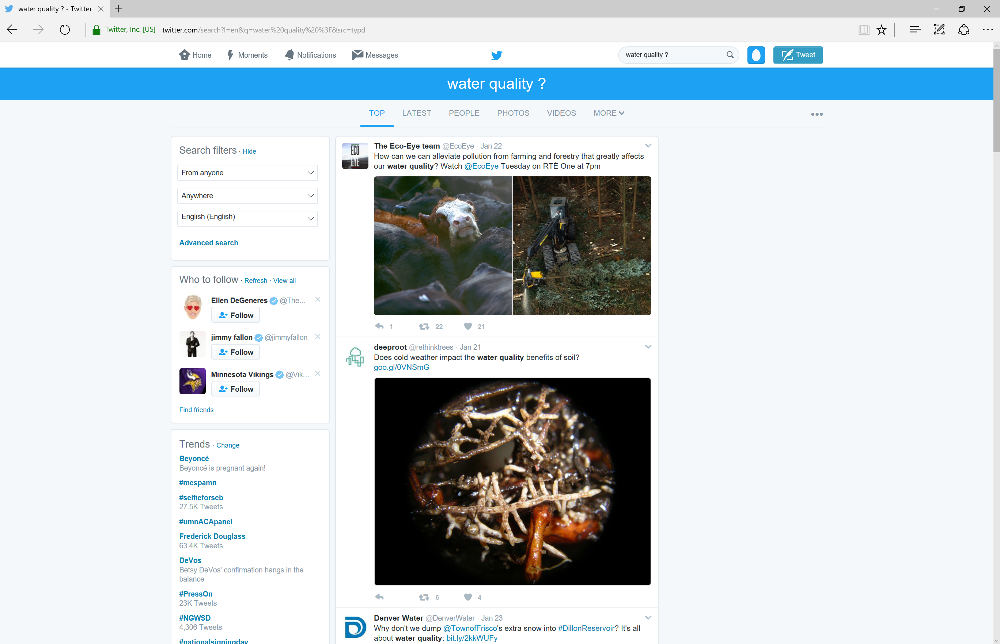 water quality ? - Twitter
Twitter, Inc. [US] twitter.com/search?l=en&q=water%20quality%20%3F&src=typd
Home Moments Notifications Messages water quality ? Tweet
water quality ?
TOP LATEST PEOPLE PHOTOS VIDEOS MORE
Search filters · Hide
From anyone
Anywhere
English (English)
Advanced search
Who to follow · Refresh · View all
Ellen DeGeneres @The...
Follow
jimmy fallon @jimmyfallon
Follow
Minnesota Vikings @Vik...
Follow
Find friends
Trends · Change
Beyoncé
Beyoncé is pregnant again!
#mespamn
#selfieforseb
27.5K Tweets
#umnACApanel
Frederick Douglass
63.4K Tweets
DeVos
Betsy DeVos' confirmation hangs in the
balance
#PressOn
23K Tweets
#NGWSD
4,306 Tweets
#nationalsigningday
ECO
EYE
The Eco-Eye team @EcoEye · Jan 22
How can we can alleviate pollution from farming and forestry that greatly affects
our water quality? Watch @EcoEye Tuesday on RTÉ One at 7pm
1 22 21
deeproot @rethinktrees · Jan 21
Does cold weather impact the water quality benefits of soil?
goo.gl/0VNSmG
6 4
Denver Water @DenverWater · Jan 23
Why don't we dump @TownofFrisco's extra snow into #DillonReservoir? It's all
about water quality: bit.ly/2kkWUFy